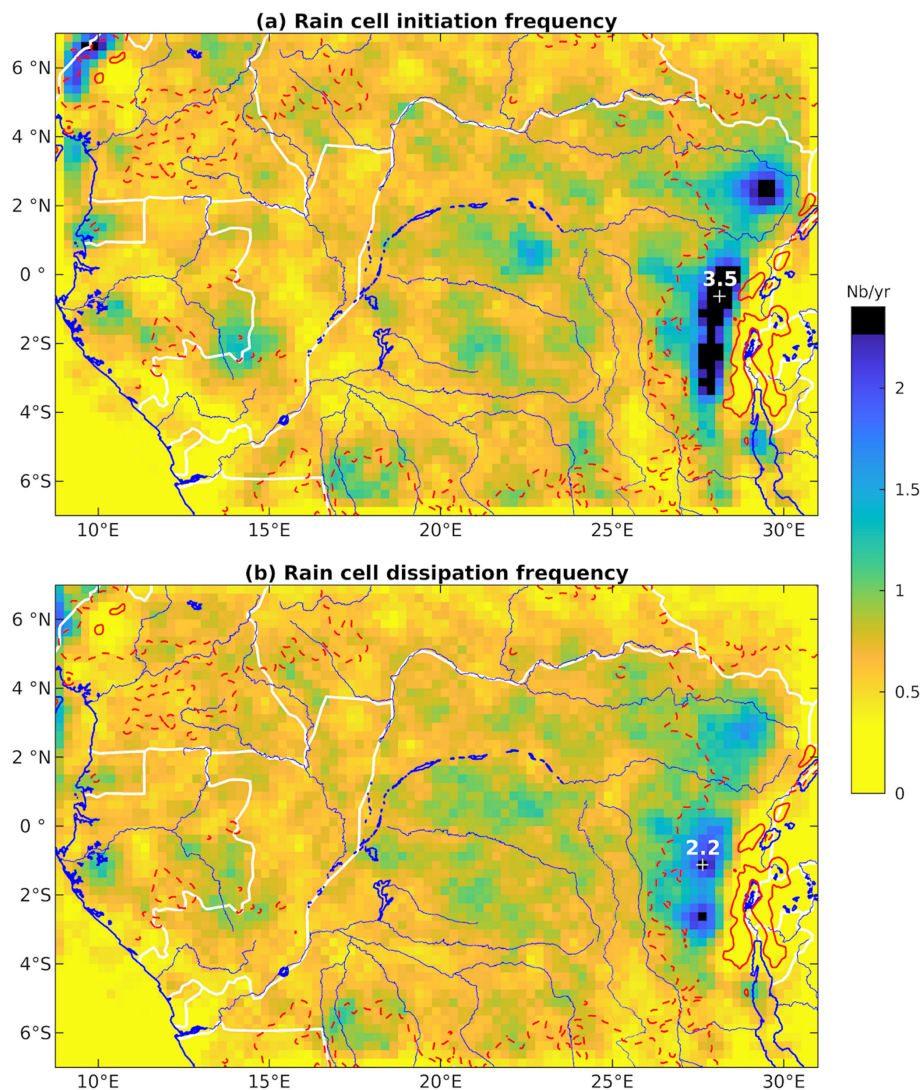 (a) Rain cell initiation frequency
6 °N
4 °N
2 °N
0 °
2°S
4°S
6°S
3.5
10°E
15°E
20°E
25°E
30°E
Nb/yr
2
1.5
1
0.5
0
(b) Rain cell dissipation frequency
6 °N
4 °N
2 °N
0 °
2°S
4°S
6°S
2.2
10°E
15°E
20°E
25°E
30°E